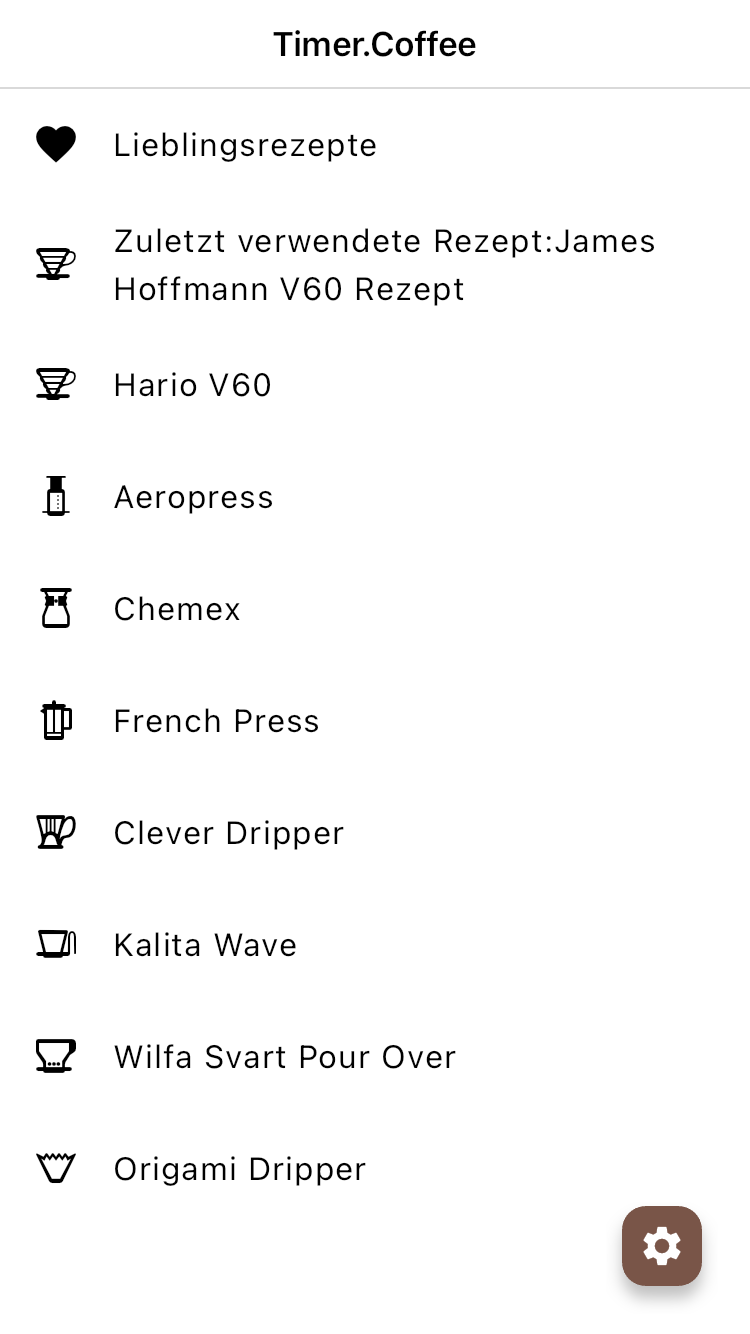 Timer.Coffee
Lieblingsrezepte
Zuletzt verwendete Rezept:James
Hoffmann V60 Rezept
Hario V60
Aeropress
Chemex
French Press
Clever Dripper
Kalita Wave
Wilfa Svart Pour Over
Origami Dripper